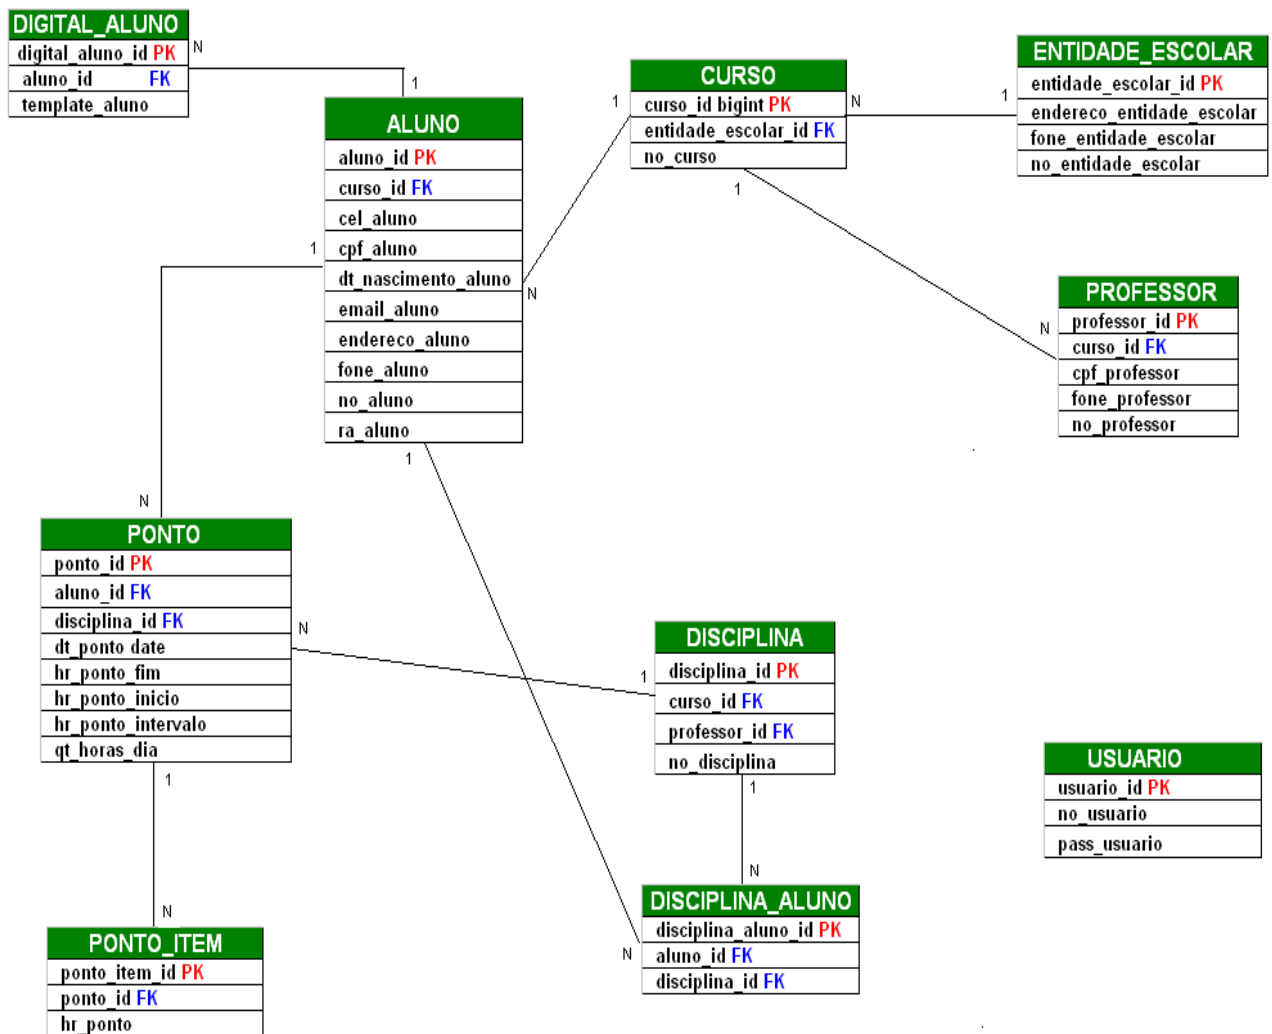 DIGITAL_ALUNO
digital_aluno_id PK
aluno_id FK
template_aluno
N
1
ALUNO
aluno_id PK
curso_id FK
cel_aluno
cpf_aluno
dt_nascimento_aluno
email_aluno
endereco_aluno
fone_aluno
no_aluno
ra_aluno
1
N
1
CURSO
curso_id bigint PK
entidade_escolar_id FK
no_curso
1
N
1
ENTIDADE_ESCOLAR
entidade_escolar_id PK
endereco_entidade_escolar
fone_entidade_escolar
no_entidade_escolar
1
N
PROFESSOR
professor_id PK
curso_id FK
cpf_professor
fone_professor
no_professor
N
PONTO
ponto_id PK
aluno_id FK
disciplina_id FK
dt_ponto date
hr_ponto_fim
hr_ponto_inicio
hr_ponto_intervalo
qt_horas_dia
N
1
1
DISCIPLINA
disciplina_id PK
curso_id FK
professor_id FK
no_disciplina
1
N
USUARIO
usuario_id PK
no_usuario
pass_usuario
N
PONTO_ITEM
ponto_item_id PK
ponto_id FK
hr_ponto
DISCIPLINA_ALUNO
disciplina_aluno_id PK
aluno_id FK
disciplina_id FK
N